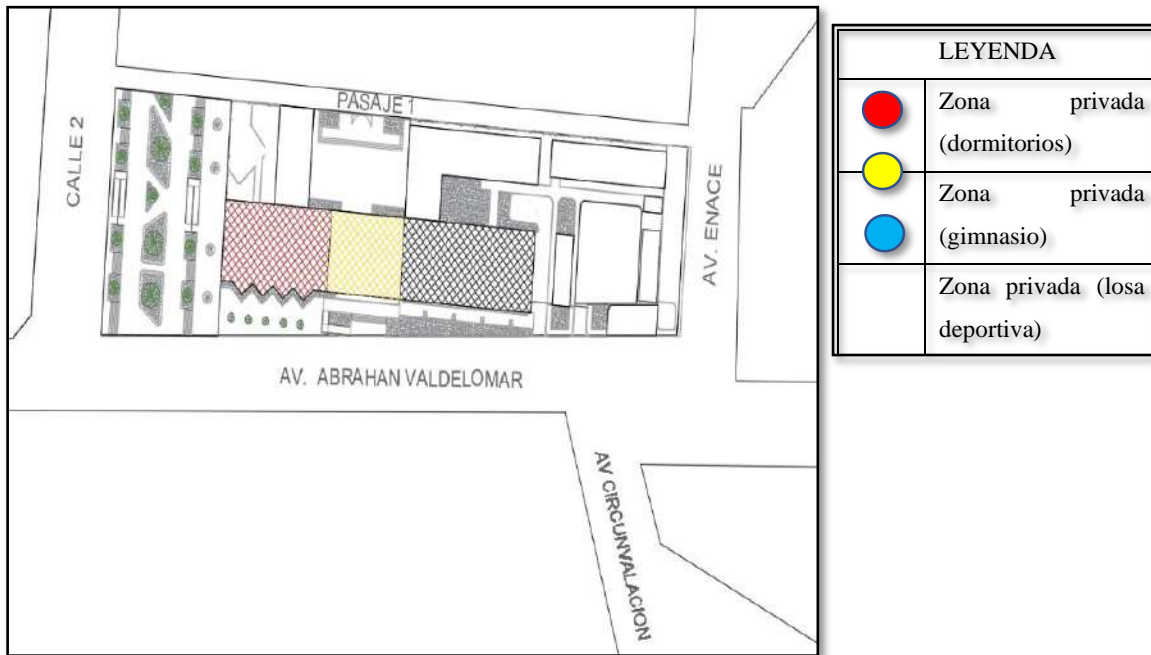 PASAJE 1
CALLE 2
AV. ENACE
AV. ABRAHAN VALDELOMAR
AV CIRCUNVALACION
LEYENDA
Zona privada
(dormitorios)
Zona privada
(gimnasio)
Zona privada (losa
deportiva)